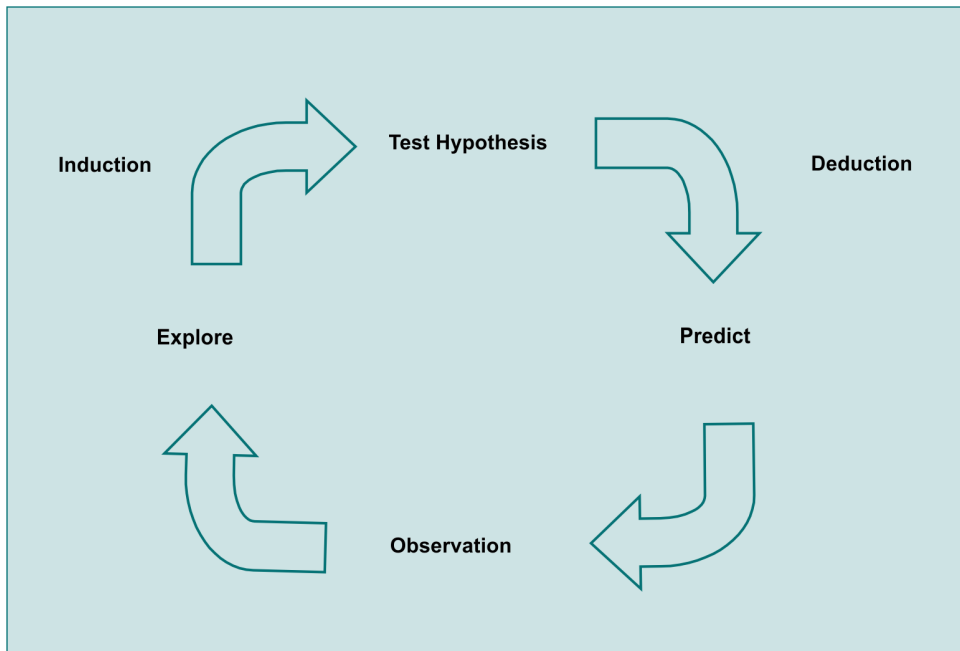 Test Hypothesis
Induction
Deduction
Explore
Predict
Observation